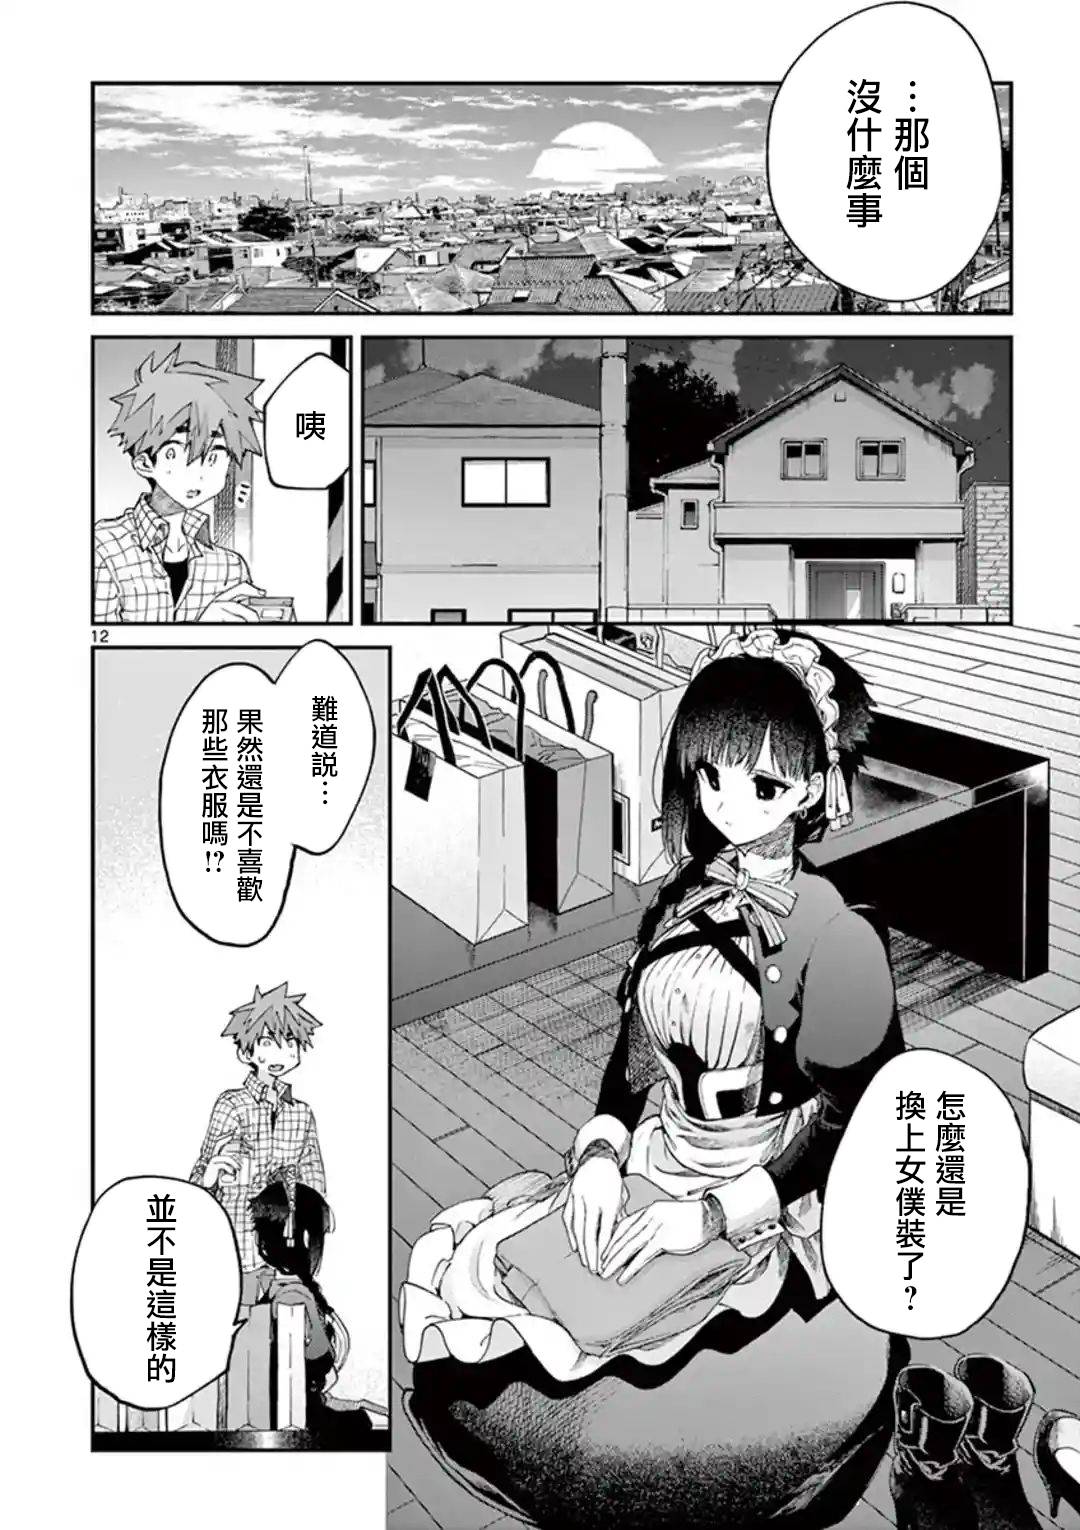 …那個
沒什麼事
咦
12
怎麼還是
換上女僕裝了？
難道説…
果然還是不喜歡
那些衣服嗎!?
並不是這樣的